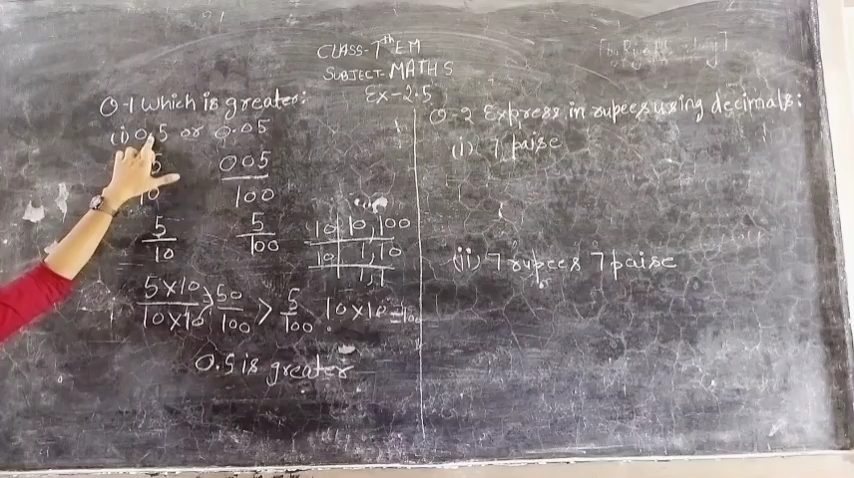 CLASS-7th EM
SUBJECT-MATHS
EX-2.5
Q-1 Which is greater:
(i) 0.5 or 0.05
5 005
10 100
5 5
10 100
10 10, 100
10 1, 10
1, 1
5×10 = 50 > 5
10×10 100 100
10×10=100
0.5 is greater
Q-2 Express in rupees using decimals:
(i) 7 paise
(ii) 7 rupees 7 paise